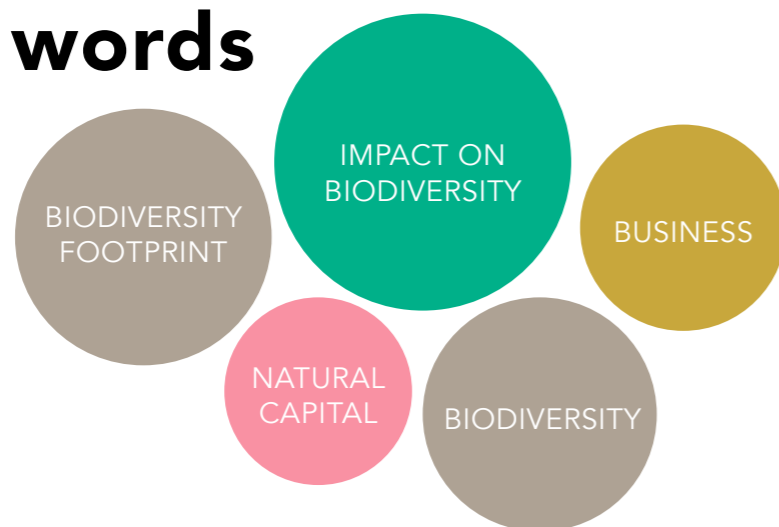 words
IMPACT ON
BIODIVERSITY
BIODIVERSITY
FOOTPRINT
BUSINESS
NATURAL
CAPITAL
BIODIVERSITY